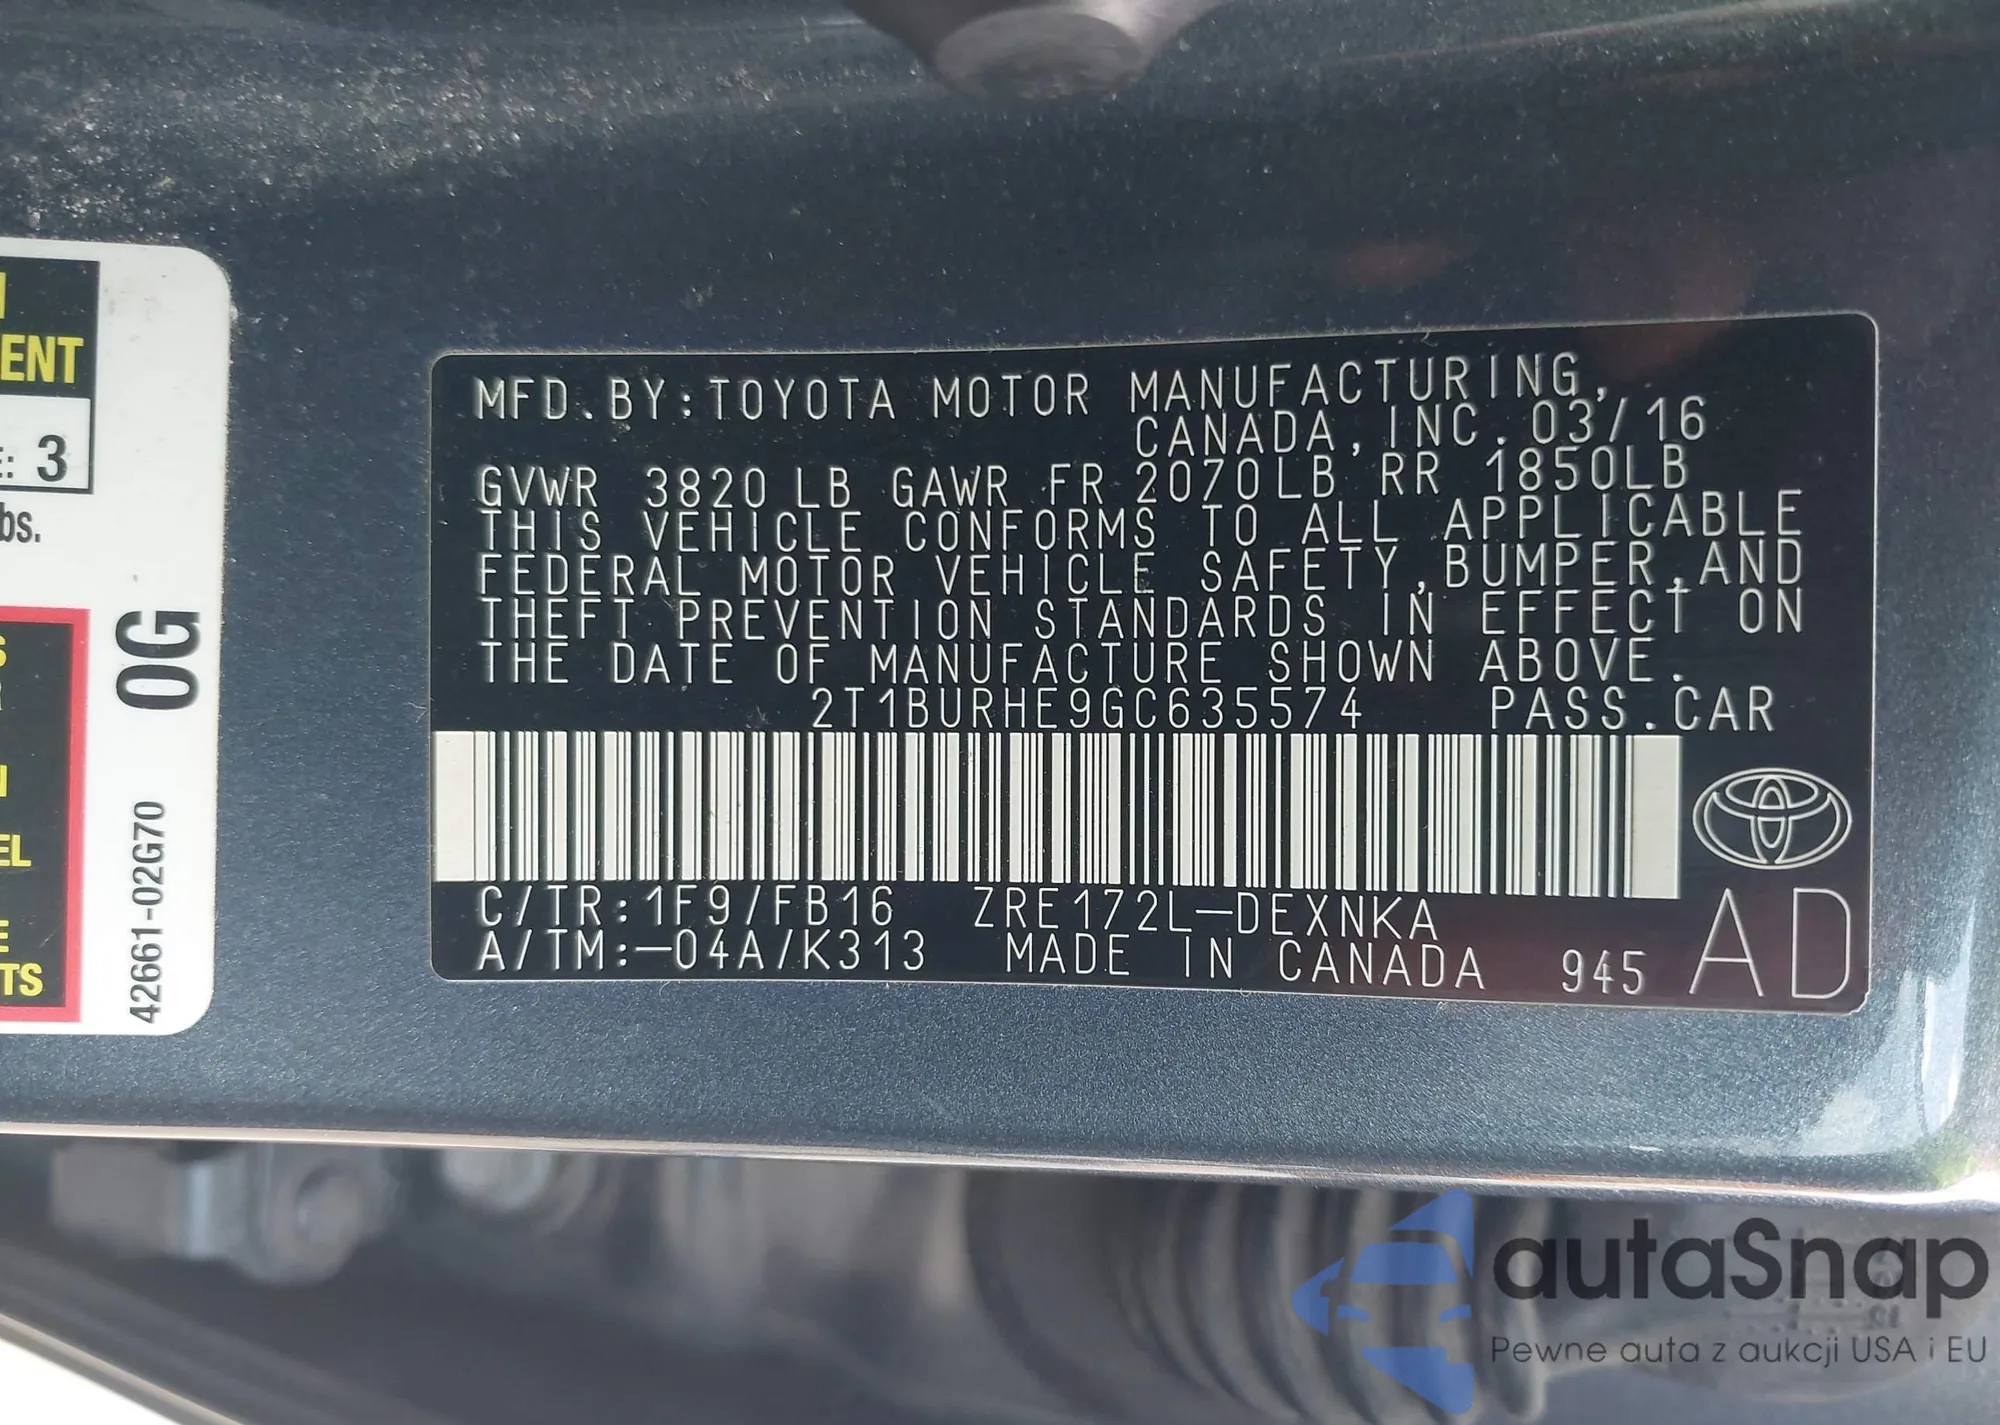 ENT
E: 3
bs.
0G
EL
TS
42661-02G70
MFD.BY:TOYOTA MOTOR MANUFACTURING,
CANADA,INC. 03/16
GVWR 3820 LB GAWR FR 2070LB RR 1850LB
THIS VEHICLE CONFORMS TO ALL APPLICABLE
FEDERAL MOTOR VEHICLE SAFETY,BUMPER,AND
THEFT PREVENTION STANDARDS IN EFFECT ON
THE DATE OF MANUFACTURE SHOWN ABOVE.
2T1BURHE9GC635574 PASS.CAR
C/TR:1F9/FB16 ZRE172L-DEXNKA
A/TM:-04A/K313 MADE IN CANADA 945 AD
autaSnap
Pewne auta z aukcji USA i EU